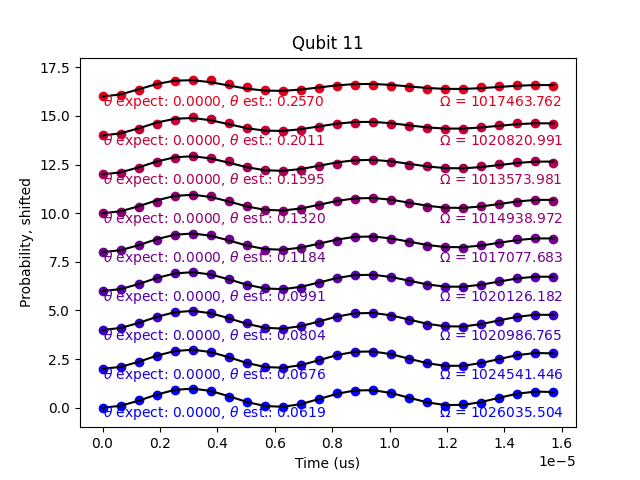 Qubit 11
Probability, shifted
17.5
15.0
12.5
10.0
7.5
5.0
2.5
0.0
θ expect: 0.0000, θ est.: 0.2570 Ω = 1017463.762
θ expect: 0.0000, θ est.: 0.2011 Ω = 1020820.991
θ expect: 0.0000, θ est.: 0.1595 Ω = 1013573.981
θ expect: 0.0000, θ est.: 0.1320 Ω = 1014938.972
θ expect: 0.0000, θ est.: 0.1184 Ω = 1017077.683
θ expect: 0.0000, θ est.: 0.0991 Ω = 1020126.182
θ expect: 0.0000, θ est.: 0.0804 Ω = 1020986.765
θ expect: 0.0000, θ est.: 0.0676 Ω = 1024541.446
θ expect: 0.0000, θ est.: 0.0619 Ω = 1026035.504
0.0 0.2 0.4 0.6 0.8 1.0 1.2 1.4 1.6
1e−5
Time (us)